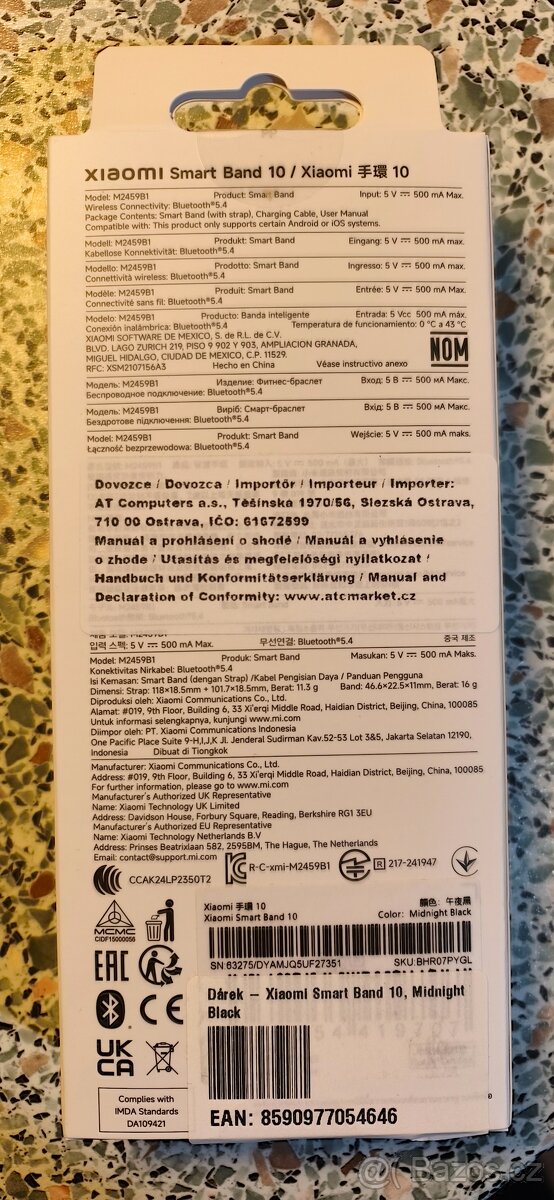 xiaomi Smart Band 10 / Xiaomi 手環 10
Model: M2459B1 Product: Smart Band Input: 5 V ⎓ 500 mA Max.
Wireless Connectivity: Bluetooth®5.4
Package Contents: Smart Band (with strap), Charging Cable, User Manual
Compatible with: This product only supports certain Android or iOS systems.
Modell: M2459B1 Produkt: Smart Band Eingang: 5 V ⎓ 500 mA max.
Kabellose Konnektivität: Bluetooth®5.4
Modello: M2459B1 Prodotto: Smart Band Ingresso: 5 V ⎓ 500 mA max.
Connettività wireless: Bluetooth®5.4
Modèle: M2459B1 Produit: Smart Band Entrée: 5 V ⎓ 500 mA max.
Connectivité sans fil: Bluetooth®5.4
Modelo: M2459B1 Producto: Banda inteligente Entrada: 5 Vcc 500 mA máx.
Conexión inalámbrica: Bluetooth®5.4 Temperatura de funcionamiento: 0 °C a 43 °C
XIAOMI SOFTWARE DE MEXICO, S. de R.L. de C.V.
BLVD. LAGO ZURICH 219, PISO 9 902 Y 903, AMPLIACION GRANADA,
MIGUEL HIDALGO, CIUDAD DE MEXICO, C.P. 11529.
RFC: XSM2107156A3 Hecho en China Véase instructivo anexo
NOM
Модель: M2459B1 Изделие: Фитнес-браслет Вход: 5 В ⎓ 500 мА Макс.
Беспроводное подключение: Bluetooth®5.4
Модель: M2459B1 Виріб: Смарт-браслет Вхід: 5 В ⎓ 500 мА Макс.
Бездротове підключення: Bluetooth®5.4
Model: M2459B1 Produkt: Smart Band Wejście: 5 V ⎓ 500 mA maks.
Łączność bezprzewodowa: Bluetooth®5.4
Dovozce / Dovozca / Importőr / Importeur / Importer:
AT Computers a.s., Těšínska 1970/56, Slezská Ostrava,
710 00 Ostrava, IČO: 61672599
Manuál a prohlášení o shodě / Manuál a vyhlásenie
o zhode / Utasítás és megfelelőségi nyilatkozat /
Handbuch und Konformitätserklärung / Manual and
Declaration of Conformity: www.atcmarket.cz
입력 스펙: 5 V ⎓ 500 mA Max. 무선연결: Bluetooth®5.4 중국 제조
Model: M2459B1 Produk: Smart Band Masukan: 5 V ⎓ 500 mA Maks.
Konektivitas Nirkabel: Bluetooth®5.4
Isi Kemasan: Smart Band (dengan Strap) /Kabel Pengisian Daya / Panduan Pengguna
Dimensi: Strap: 118×18.5mm + 101.7×18.5mm, Berat: 11.3 g Band: 46.6×22.5×11mm, Berat: 16 g
Diproduksi oleh: Xiaomi Communications Co., Ltd.
Alamat: #019, 9th Floor, Building 6, 33 Xi'erqi Middle Road, Haidian District, Beijing, China, 100085
Untuk informasi selengkapnya, kunjungi www.mi.com
Diimpor oleh: PT. Xiaomi Communications Indonesia
One Pacific Place Suite 9-H,I,J,K Jl. Jenderal Sudirman Kav.52-53 Lot 3&5, Jakarta Selatan 12190,
Indonesia Dibuat di Tiongkok
Manufacturer: Xiaomi Communications Co., Ltd.
Address: #019, 9th Floor, Building 6, 33 Xi'erqi Middle Road, Haidian District, Beijing, China, 100085
For further information, please go to www.mi.com
Manufacturer's Authorized UK Representative
Name: Xiaomi Technology UK Limited
Address: Davidson House, Forbury Square, Reading, Berkshire RG1 3EU
Manufacturer's Authorized EU Representative
Name: Xiaomi Technology Netherlands B.V
Address: Prinses Beatrixlaan 582, 2595BM, The Hague, The Netherlands
Email: contact@support.mi.com
CCAK24LP2350T2 R-C-xmi-M2459B1 R 217-241947
MCMC
CIDF15000056
Xiaomi 手環 10 顏色: 午夜黑
Xiaomi Smart Band 10 Color: Midnight Black
SN:63275/DYAMJQ5UF27351 SKU:BHR07PYGL
EAC
CE
UK
CA
Dárek – Xiaomi Smart Band 10, Midnight
Black
EAN: 8590977054646
Complies with
IMDA Standards
DA109421
@Bazos.cz